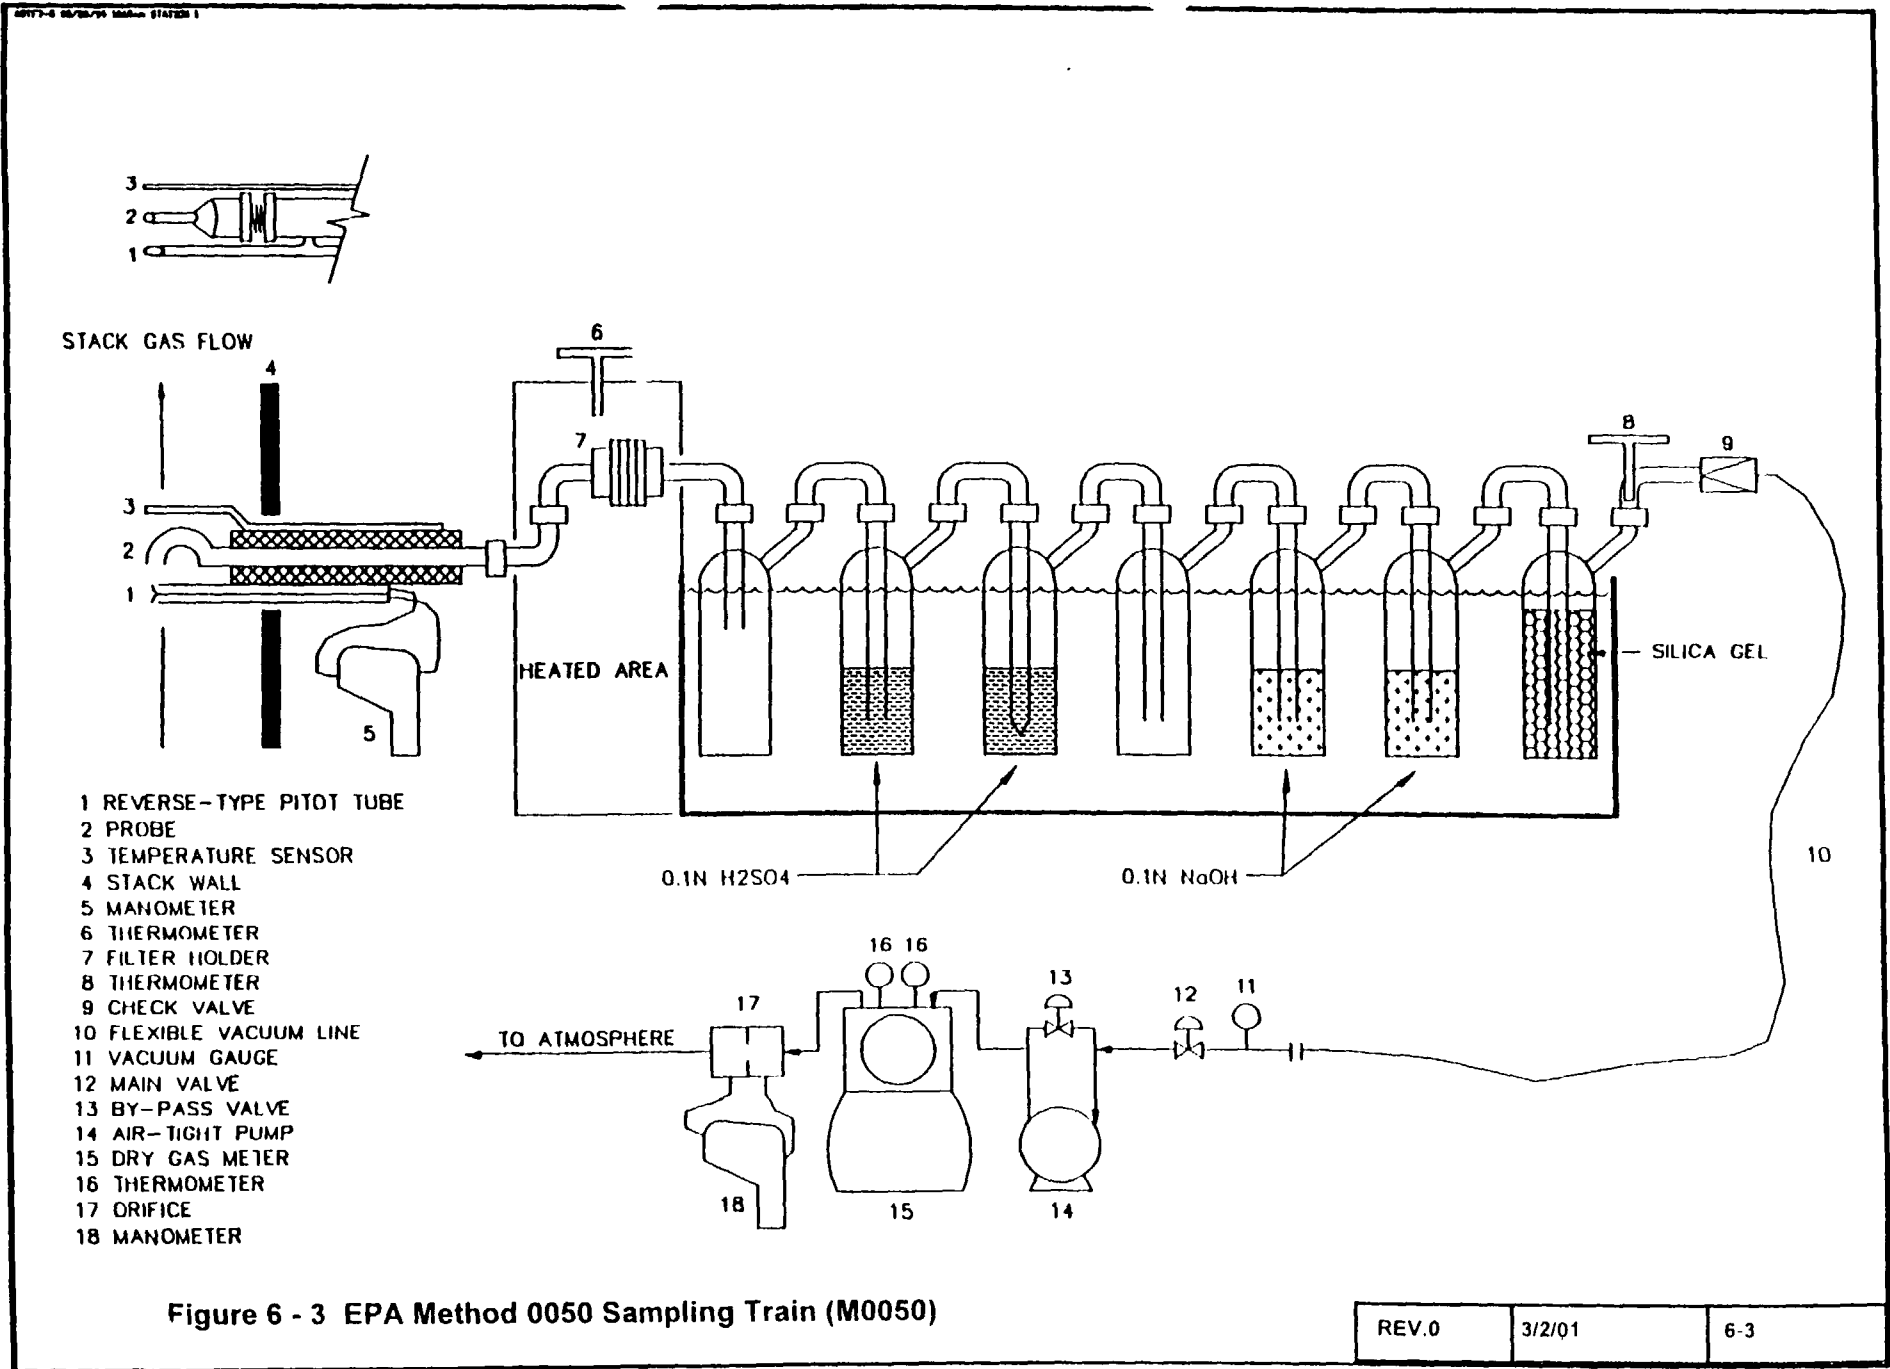 3
2
1
STACK GAS FLOW
4
6
7
8
9
3
2
1
5
HEATED AREA
SILICA GEL
10
0.1N H2SO4
0.1N NaOH
1 REVERSE-TYPE PITOT TUBE
2 PROBE
3 TEMPERATURE SENSOR
4 STACK WALL
5 MANOMETER
6 THERMOMETER
7 FILTER HOLDER
8 THERMOMETER
9 CHECK VALVE
10 FLEXIBLE VACUUM LINE
11 VACUUM GAUGE
12 MAIN VALVE
13 BY-PASS VALVE
14 AIR-TIGHT PUMP
15 DRY GAS METER
16 THERMOMETER
17 ORIFICE
18 MANOMETER
16 16
13
12
11
17
TO ATMOSPHERE
18
15
14
Figure 6 - 3 EPA Method 0050 Sampling Train (M0050)
REV.0
3/2/01
6-3